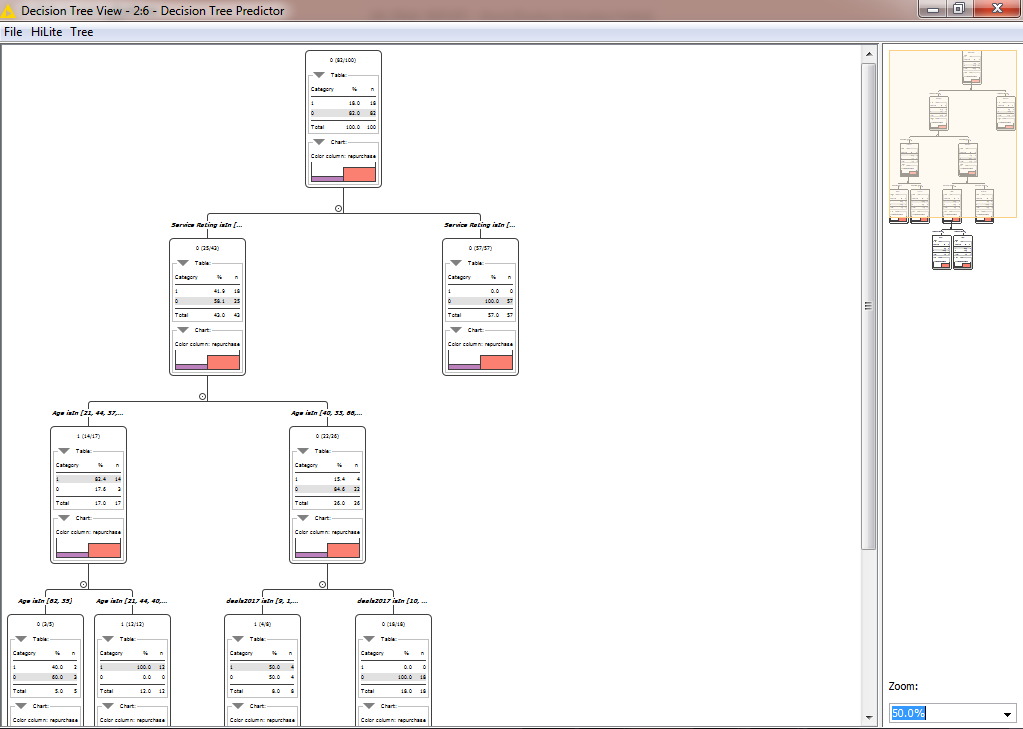 Decision Tree View - 2:6 - Decision Tree Predictor
File HiLite Tree
0 (82/100)
Table:
Category % n
1 18.0 18
0 82.0 82
Total 100.0 100
Chart:
Color column: repurchase
Service Rating isIn [...
Service Rating isIn [...
0 (25/43)
Table:
Category % n
1 41.9 18
0 58.1 25
Total 43.0 43
Chart:
Color column: repurchase
0 (57/57)
Table:
Category % n
1 0.0 0
0 100.0 57
Total 57.0 57
Chart:
Color column: repurchase
Age isIn [21, 44, 37,...
Age isIn [40, 33, 66,...
1 (14/17)
Table:
Category % n
1 82.4 14
0 17.6 3
Total 17.0 17
Chart:
Color column: repurchase
0 (22/26)
Table:
Category % n
1 15.4 4
0 84.6 22
Total 26.0 26
Chart:
Color column: repurchase
Age isIn [62, 35]
Age isIn [21, 44, 40,...
deals2017 isIn [9, 1,...
deals2017 isIn [10, ...
0 (3/5)
Table:
Category % n
1 40.0 2
0 60.0 3
Total 5.0 5
Chart:
Color column: repurchase
1 (12/12)
Table:
Category % n
1 100.0 12
0 0.0 0
Total 12.0 12
Chart:
Color column: repurchase
1 (4/8)
Table:
Category % n
1 50.0 4
0 50.0 4
Total 8.0 8
Chart:
Color column: repurchase
0 (18/18)
Table:
Category % n
1 0.0 0
0 100.0 18
Total 18.0 18
Chart:
Color column: repurchase
Zoom:
50.0%